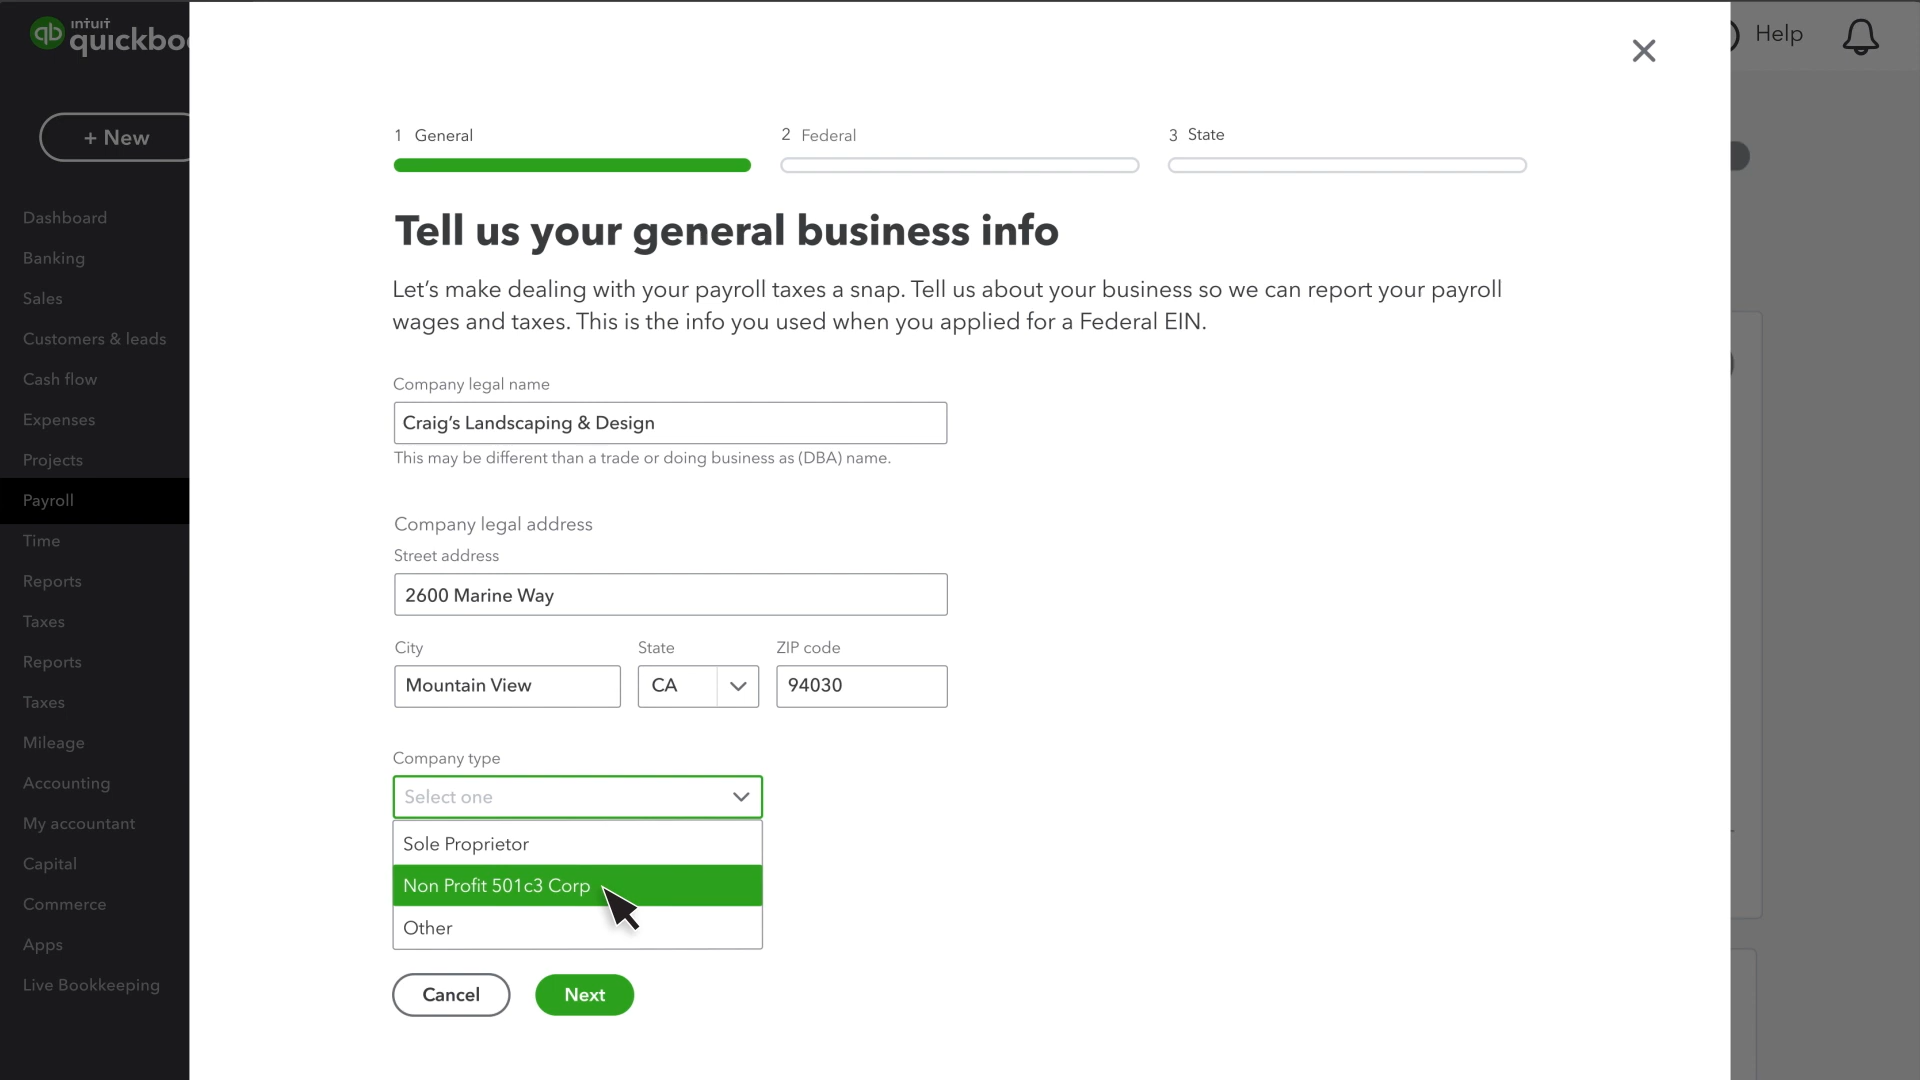 ınтuıт
quickboo
Help
+ New
Dashboard
Banking
Sales
Customers & leads
Cash flow
Expenses
Projects
Payroll
Time
Reports
Taxes
Reports
Taxes
Mileage
Accounting
My accountant
Capital
Commerce
Apps
Live Bookkeeping
1 General
2 Federal
3 State
Tell us your general business info
Let’s make dealing with your payroll taxes a snap. Tell us about your business so we can report your payroll
wages and taxes. This is the info you used when you applied for a Federal EIN.
Company legal name
Craig’s Landscaping & Design
This may be different than a trade or doing business as (DBA) name.
Company legal address
Street address
2600 Marine Way
City State ZIP code
Mountain View CA 94030
Company type
Select one
Sole Proprietor
Non Profit 501c3 Corp
Other
Cancel Next